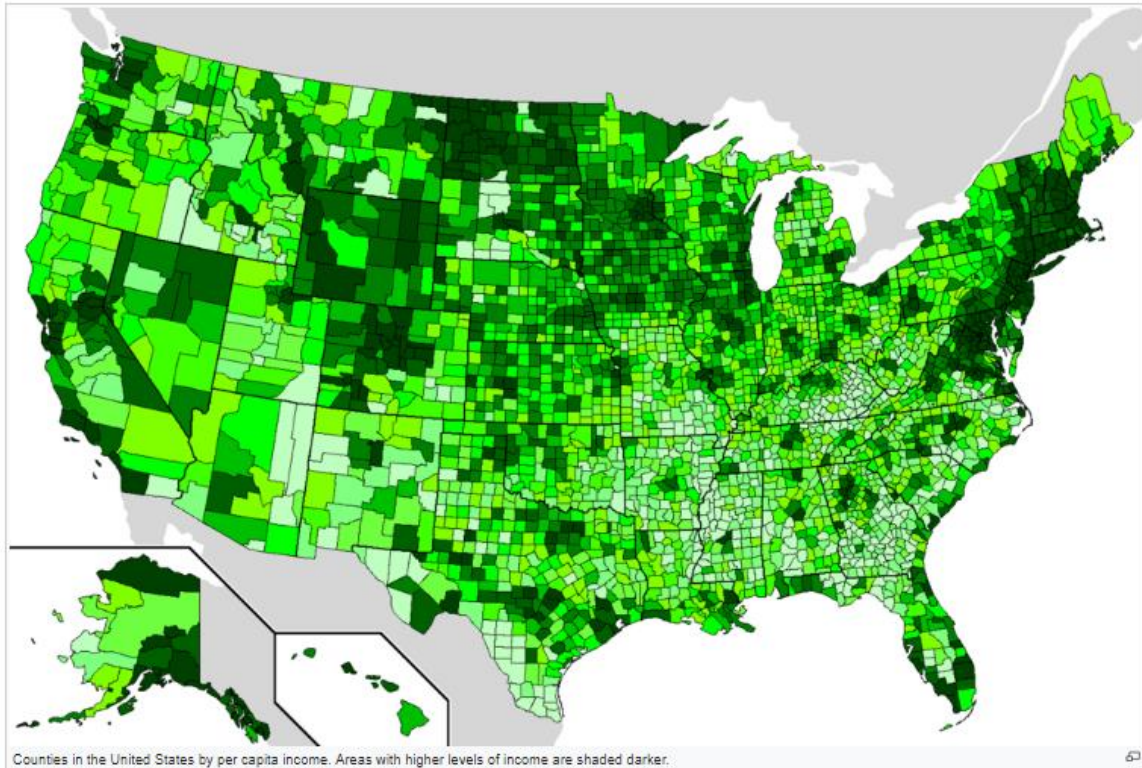 Counties in the United States by per capita income. Areas with higher levels of income are shaded darker.